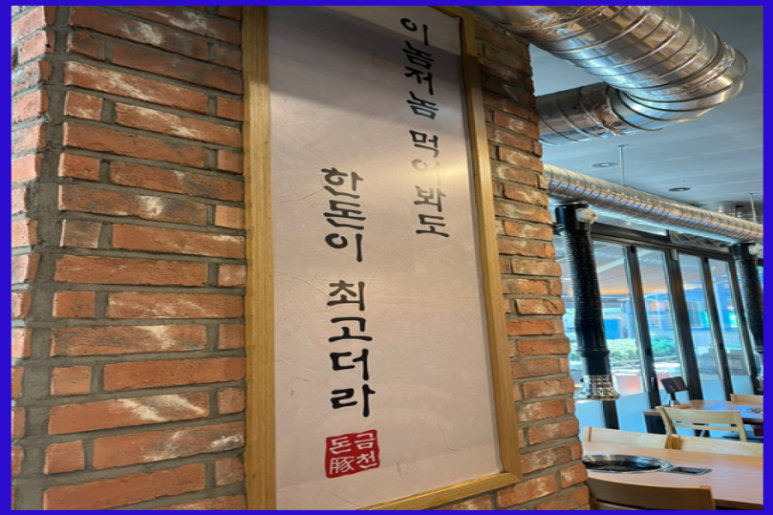 이놈저놈 먹어봐도
한돈이 최고더라
금천
돈豚